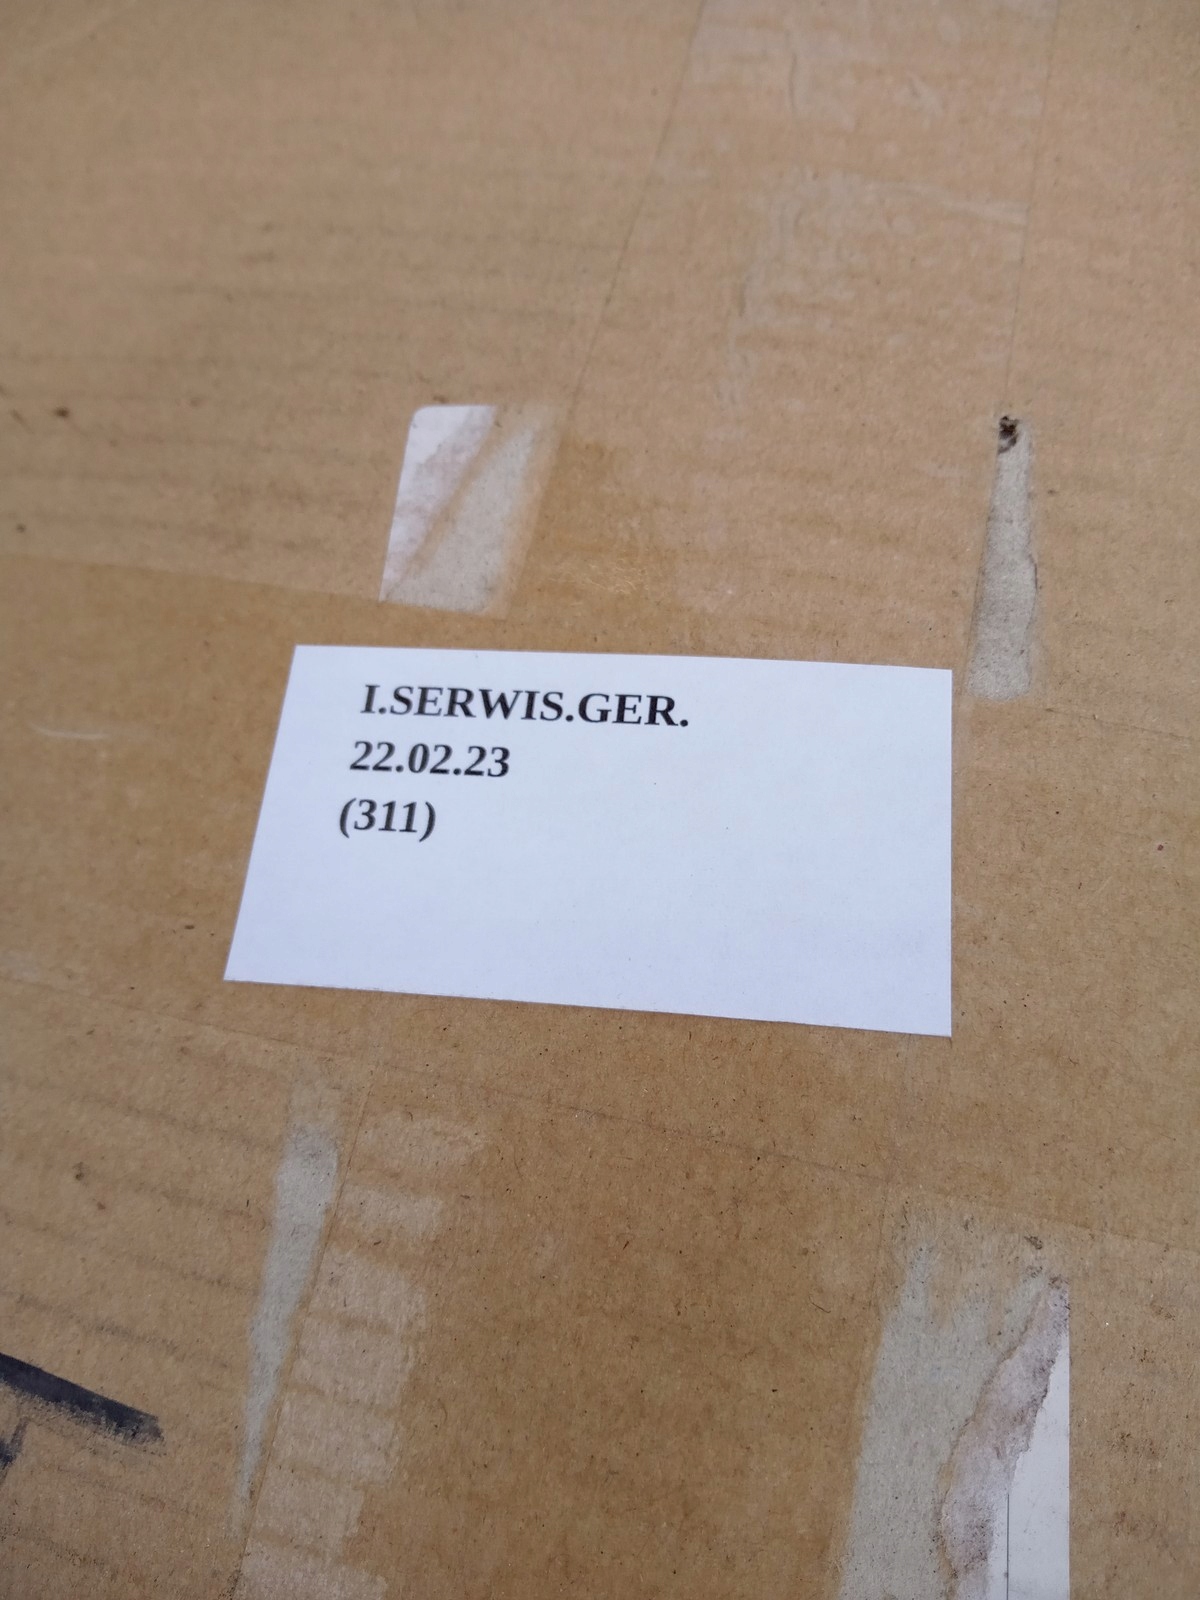 I.SERWIS.GER.
22.02.23
(311)